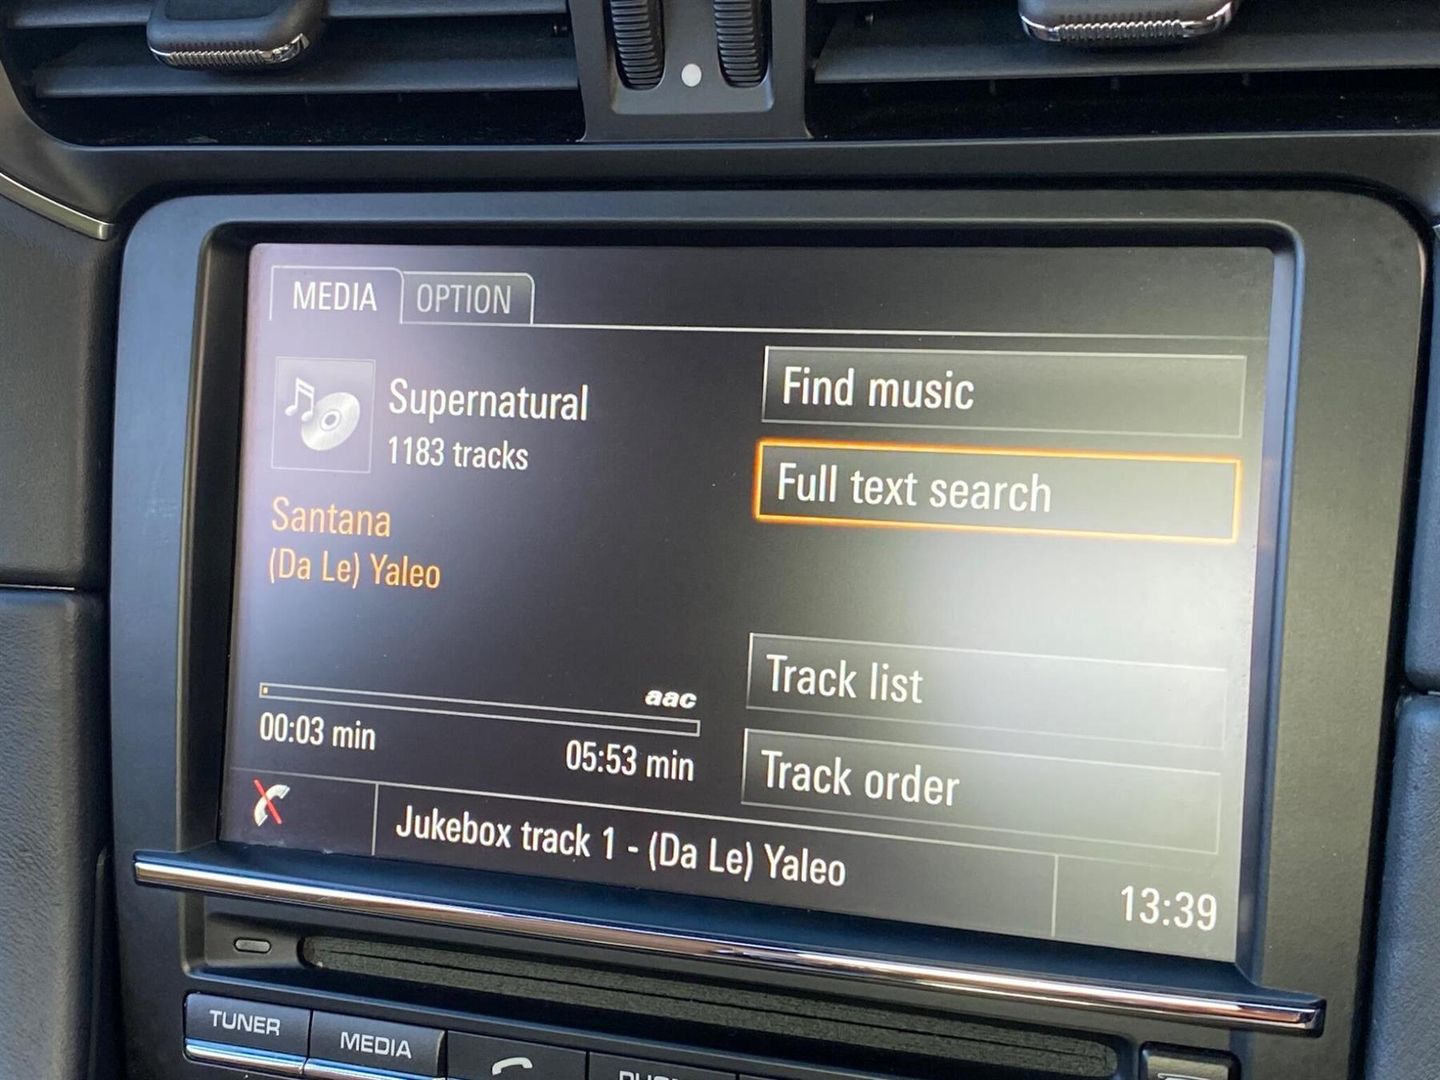 MEDIA
OPTION
Supernatural
1183 tracks
Santana
(Da Le) Yaleo
aac
00:03 min
05:53 min
Find music
Full text search
Track list
Track order
Jukebox track 1 - (Da Le) Yaleo
13:39
TUNER
MEDIA